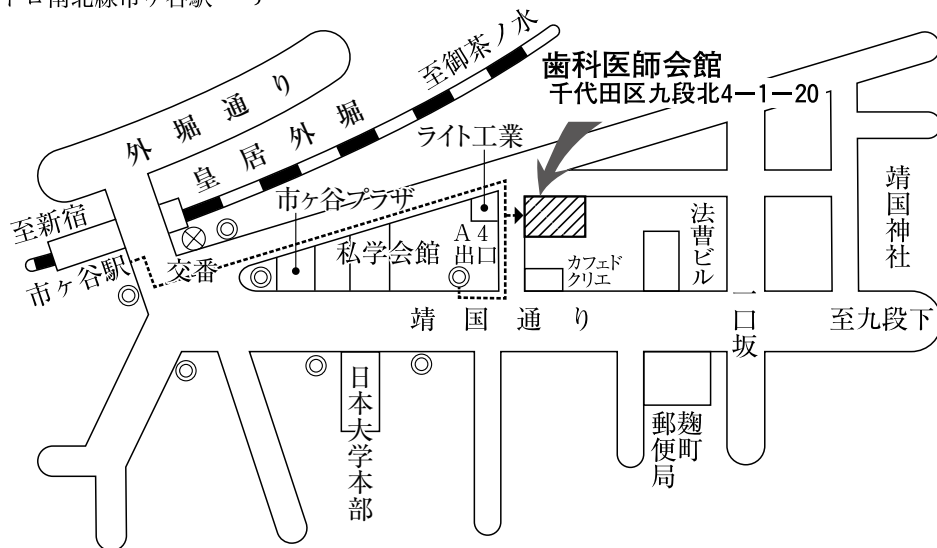 外堀通り
皇居外堀
至御茶ノ水
歯科医師会館
千代田区九段北4−1−20
ライト工業
市ヶ谷プラザ
至新宿
市ヶ谷駅
交番
私学会館
A4
出口
カフェド
クリエ
法曹ビル
靖国神社
靖国通り
一口坂
至九段下
日本大学本部
麹町
郵便局